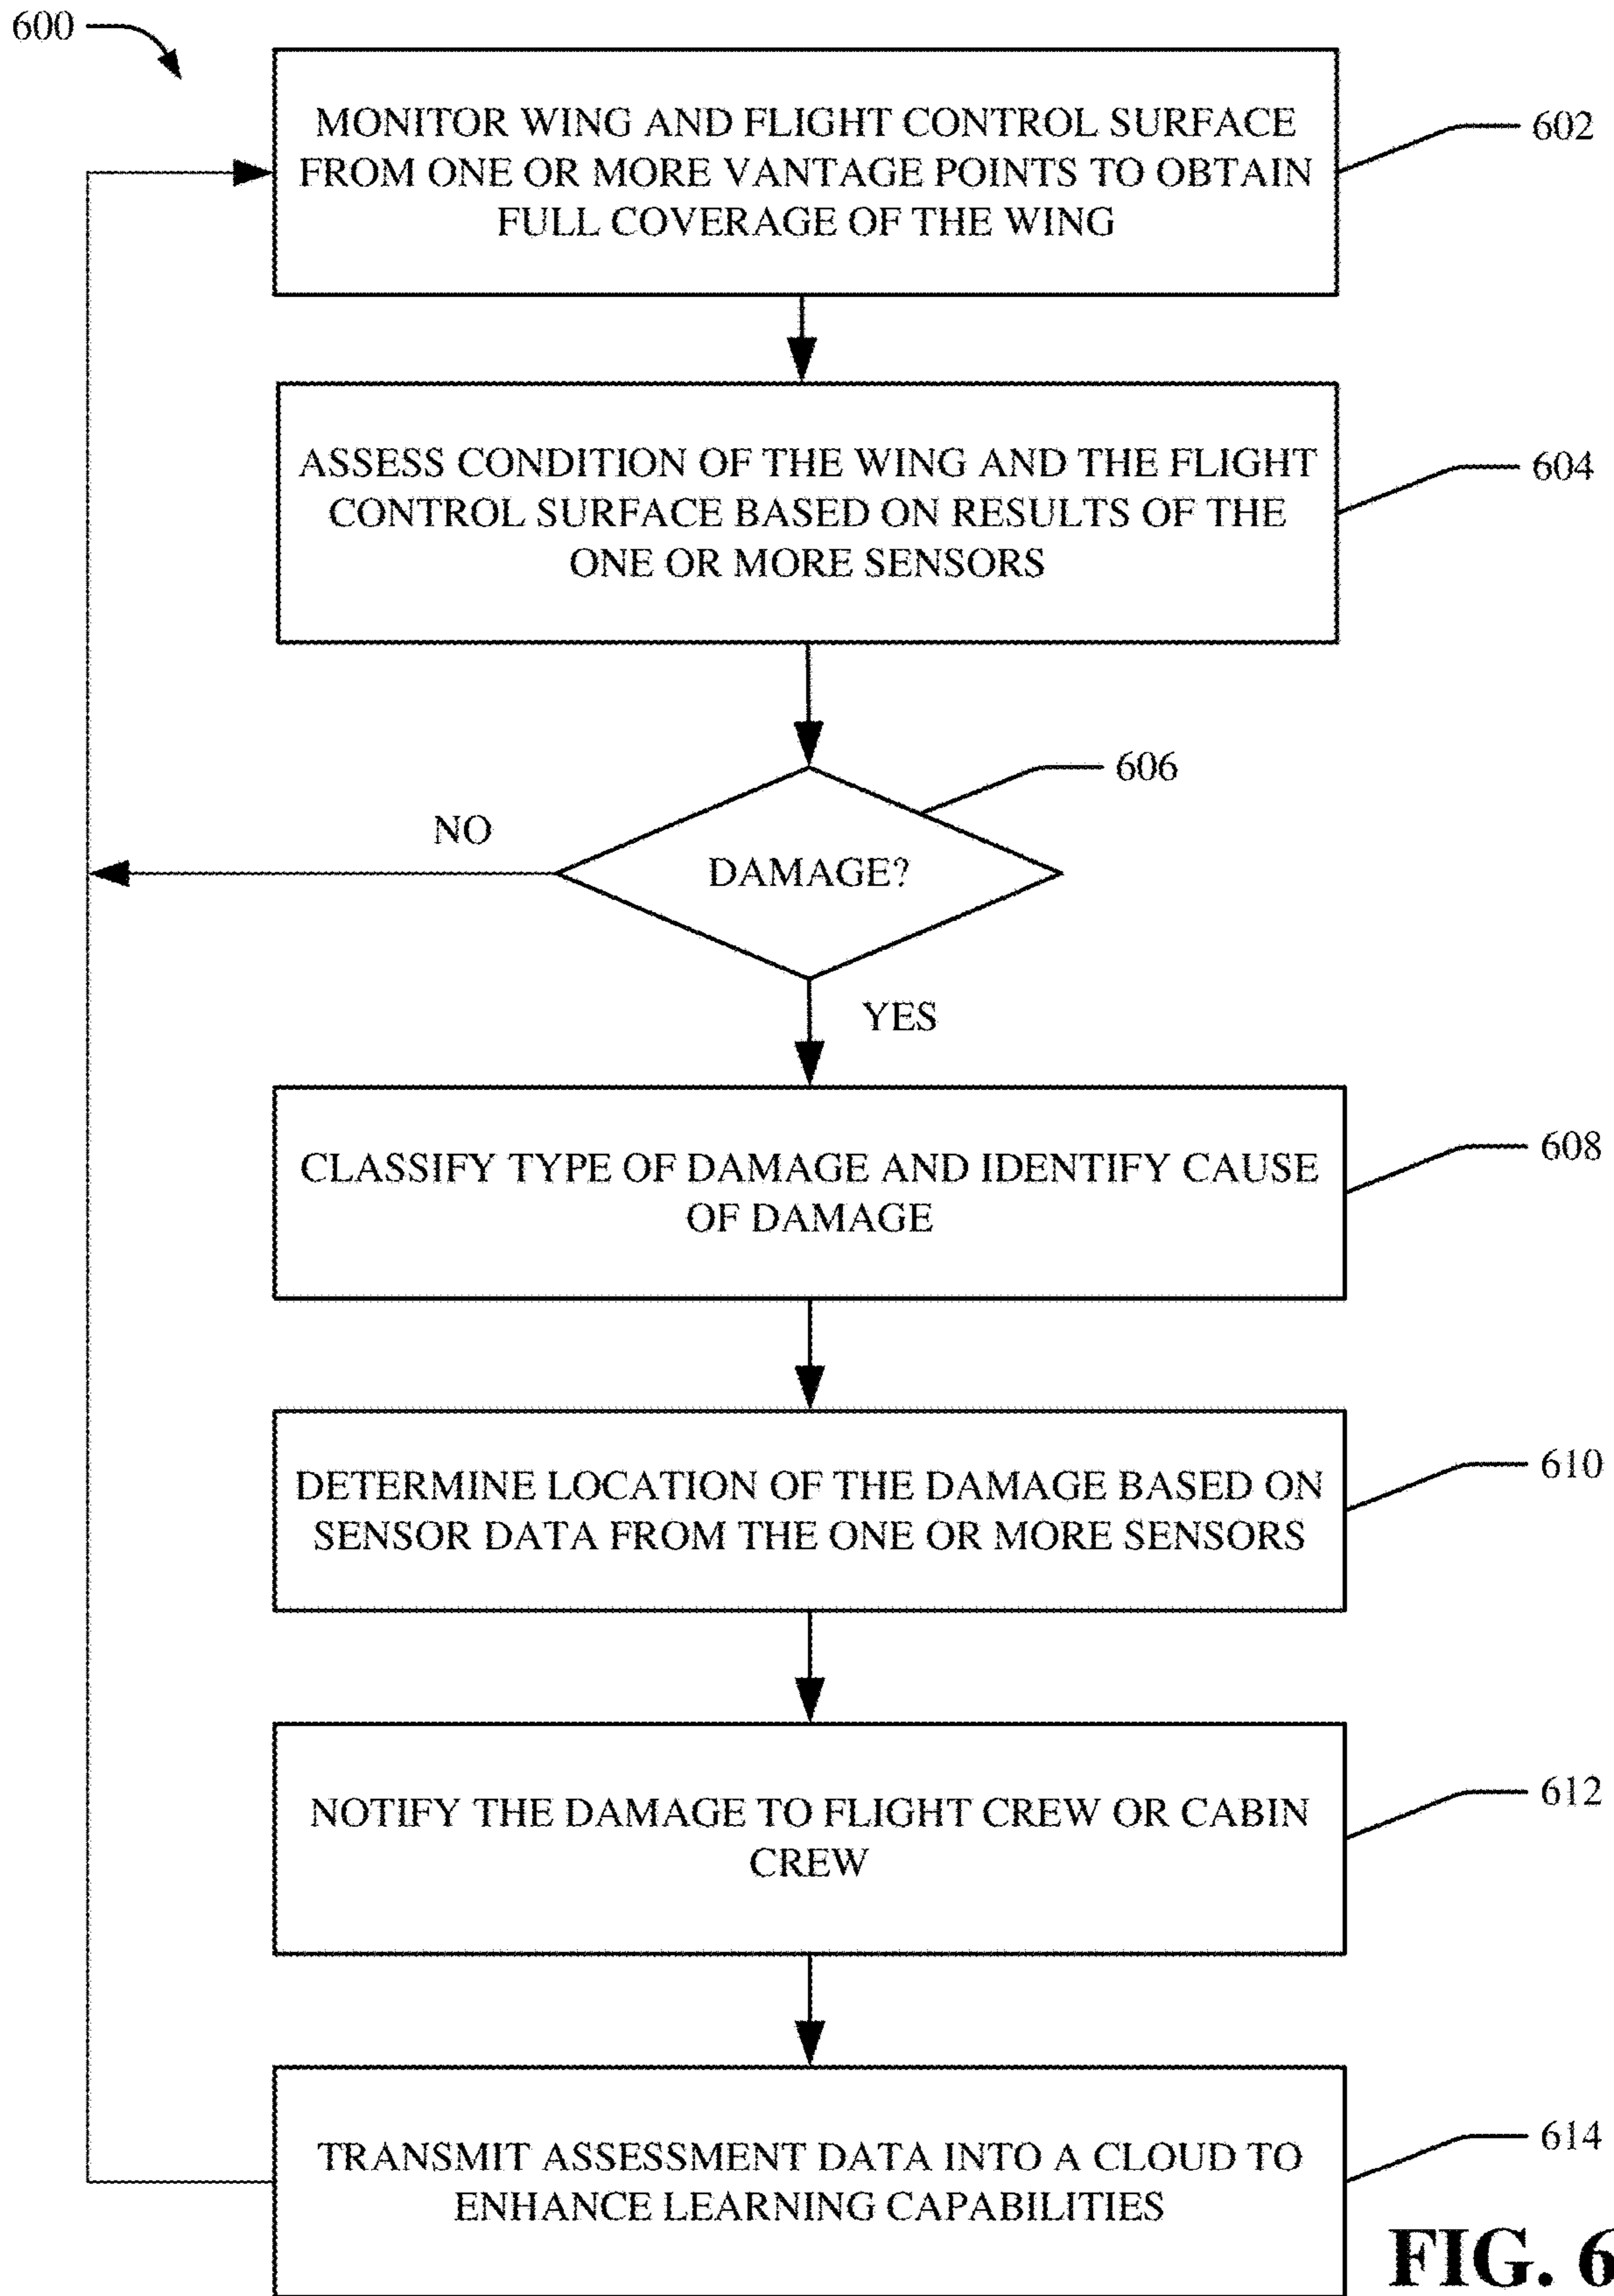 600
MONITOR WING AND FLIGHT CONTROL SURFACE
FROM ONE OR MORE VANTAGE POINTS TO OBTAIN
FULL COVERAGE OF THE WING
602
ASSESS CONDITION OF THE WING AND THE FLIGHT
CONTROL SURFACE BASED ON RESULTS OF THE
ONE OR MORE SENSORS
604
606
NO
DAMAGE?
YES
CLASSIFY TYPE OF DAMAGE AND IDENTIFY CAUSE
OF DAMAGE
608
DETERMINE LOCATION OF THE DAMAGE BASED ON
SENSOR DATA FROM THE ONE OR MORE SENSORS
610
NOTIFY THE DAMAGE TO FLIGHT CREW OR CABIN
CREW
612
TRANSMIT ASSESSMENT DATA INTO A CLOUD TO
ENHANCE LEARNING CAPABILITIES
614
FIG. 6